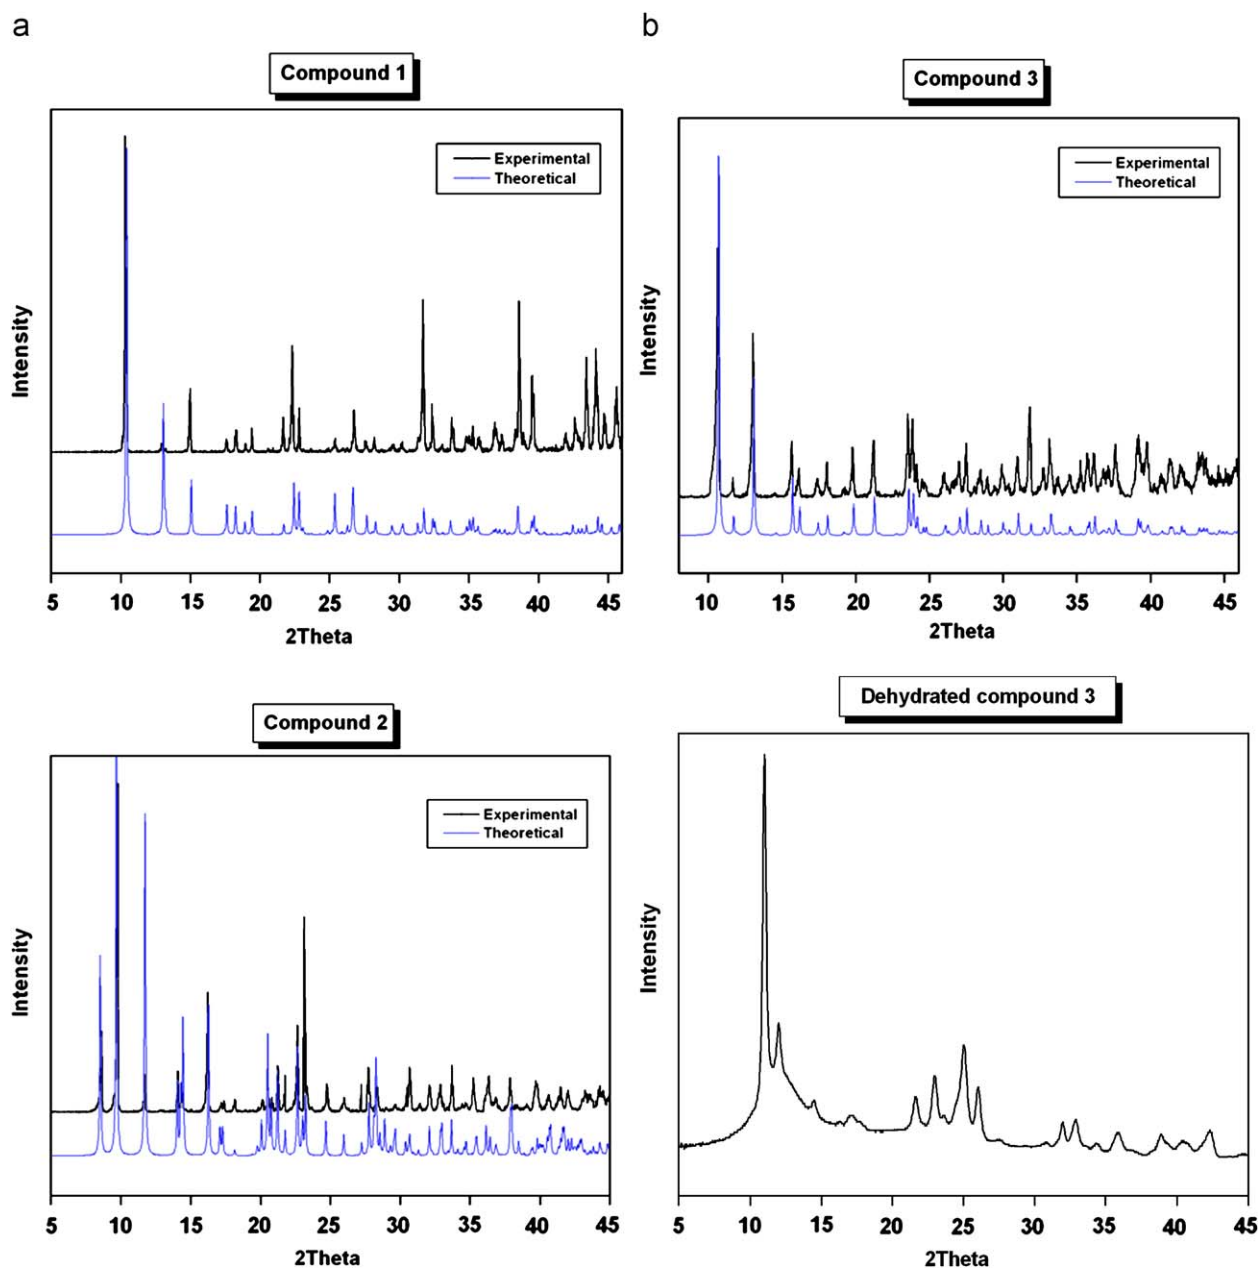 a
Compound 1
Experimental
Theoretical
Intensity
5 10 15 20 25 30 35 40 45
2Theta
Compound 2
Experimental
Theoretical
Intensity
5 10 15 20 25 30 35 40 45
2Theta
b
Compound 3
Experimental
Theoretical
Intensity
10 15 20 25 30 35 40 45
2Theta
Dehydrated compound 3
Intensity
5 10 15 20 25 30 35 40 45
2Theta